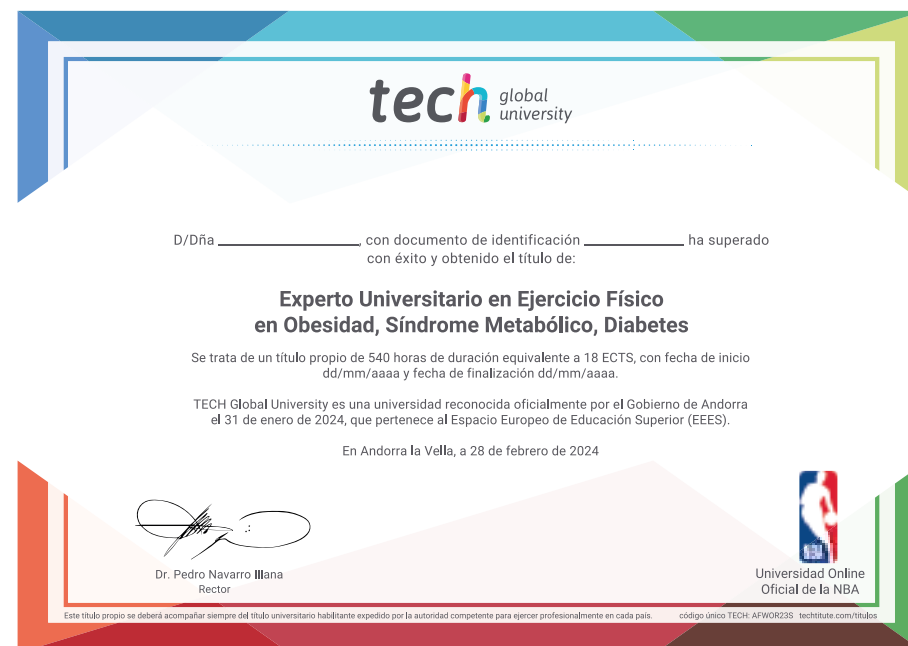 tech global university
D/Dña ____________________, con documento de identificación ______________ ha superado
con éxito y obtenido el título de:
Experto Universitario en Ejercicio Físico
en Obesidad, Síndrome Metabólico, Diabetes
Se trata de un título propio de 540 horas de duración equivalente a 18 ECTS, con fecha de inicio
dd/mm/aaaa y fecha de finalización dd/mm/aaaa.
TECH Global University es una universidad reconocida oficialmente por el Gobierno de Andorra
el 31 de enero de 2024, que pertenece al Espacio Europeo de Educación Superior (EEES).
En Andorra la Vella, a 28 de febrero de 2024
Dr. Pedro Navarro Illana
Rector
NBA
Universidad Online
Oficial de la NBA
Este título propio se deberá acompañar siempre del título universitario habilitante expedido por la autoridad competente para ejercer profesionalmente en cada país. código único TECH: AFWOR23S techtitute.com/titulos